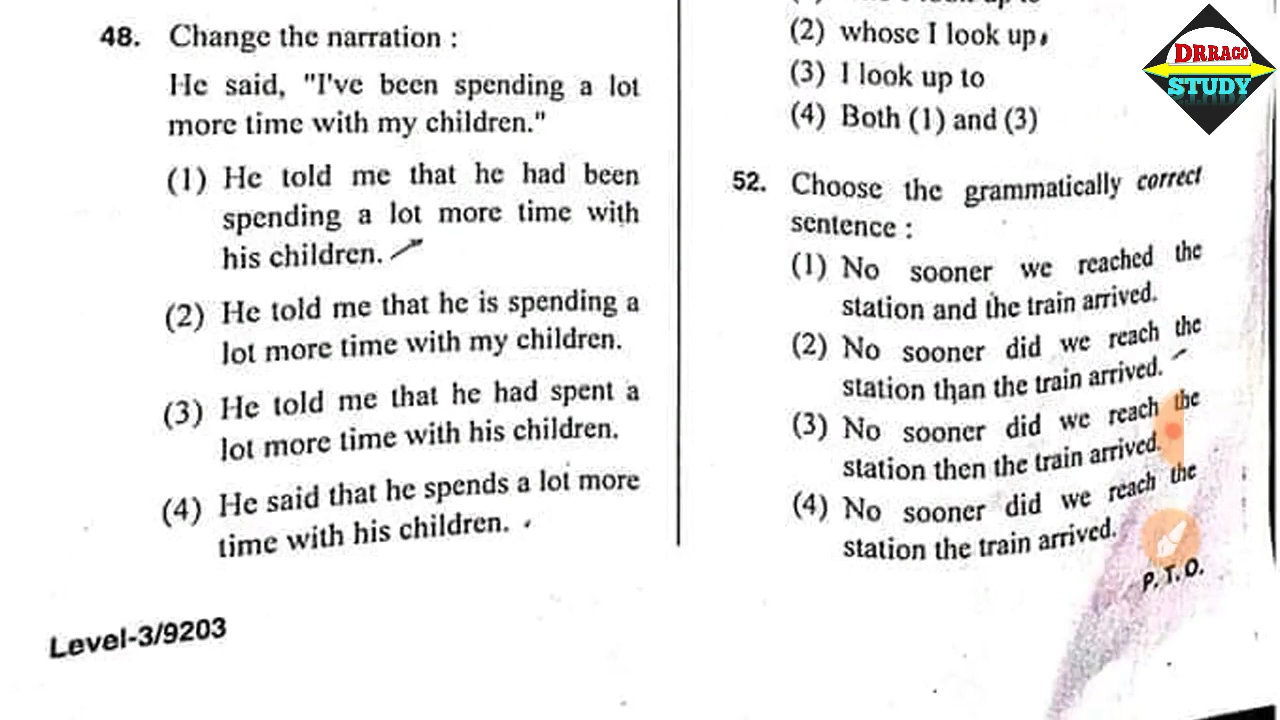 48. Change the narration :
He said, "I've been spending a lot
more time with my children."
(1) He told me that he had been
spending a lot more time with
his children.
(2) He told me that he is spending a
lot more time with my children.
(3) He told me that he had spent a
lot more time with his children.
(4) He said that he spends a lot more
time with his children.
Level-3/9203
(2) whose I look up
(3) I look up to
(4) Both (1) and (3)
52. Choose the grammatically correct
sentence :
(1) No sooner we reached the
station and the train arrived.
(2) No sooner did we reach the
station than the train arrived.
(3) No sooner did we reach the
station then the train arrived.
(4) No sooner did we reach the
station the train arrived.
P. T. O.
DRBAGO
STUDY